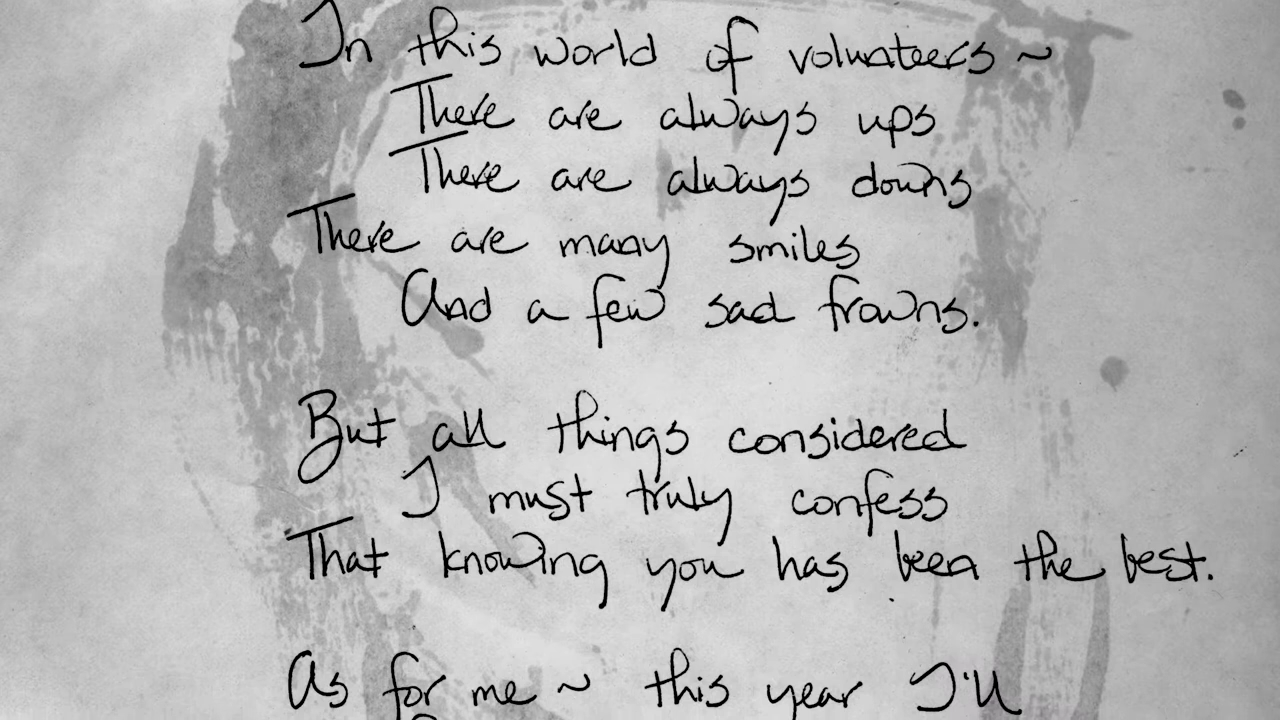 In this world of volunteers ~
There are always ups
There are always downs
There are many smiles
And a few sad frowns.
But all things considered
I must truly confess
That knowing you has been the best.
As for me ~ this year I'll